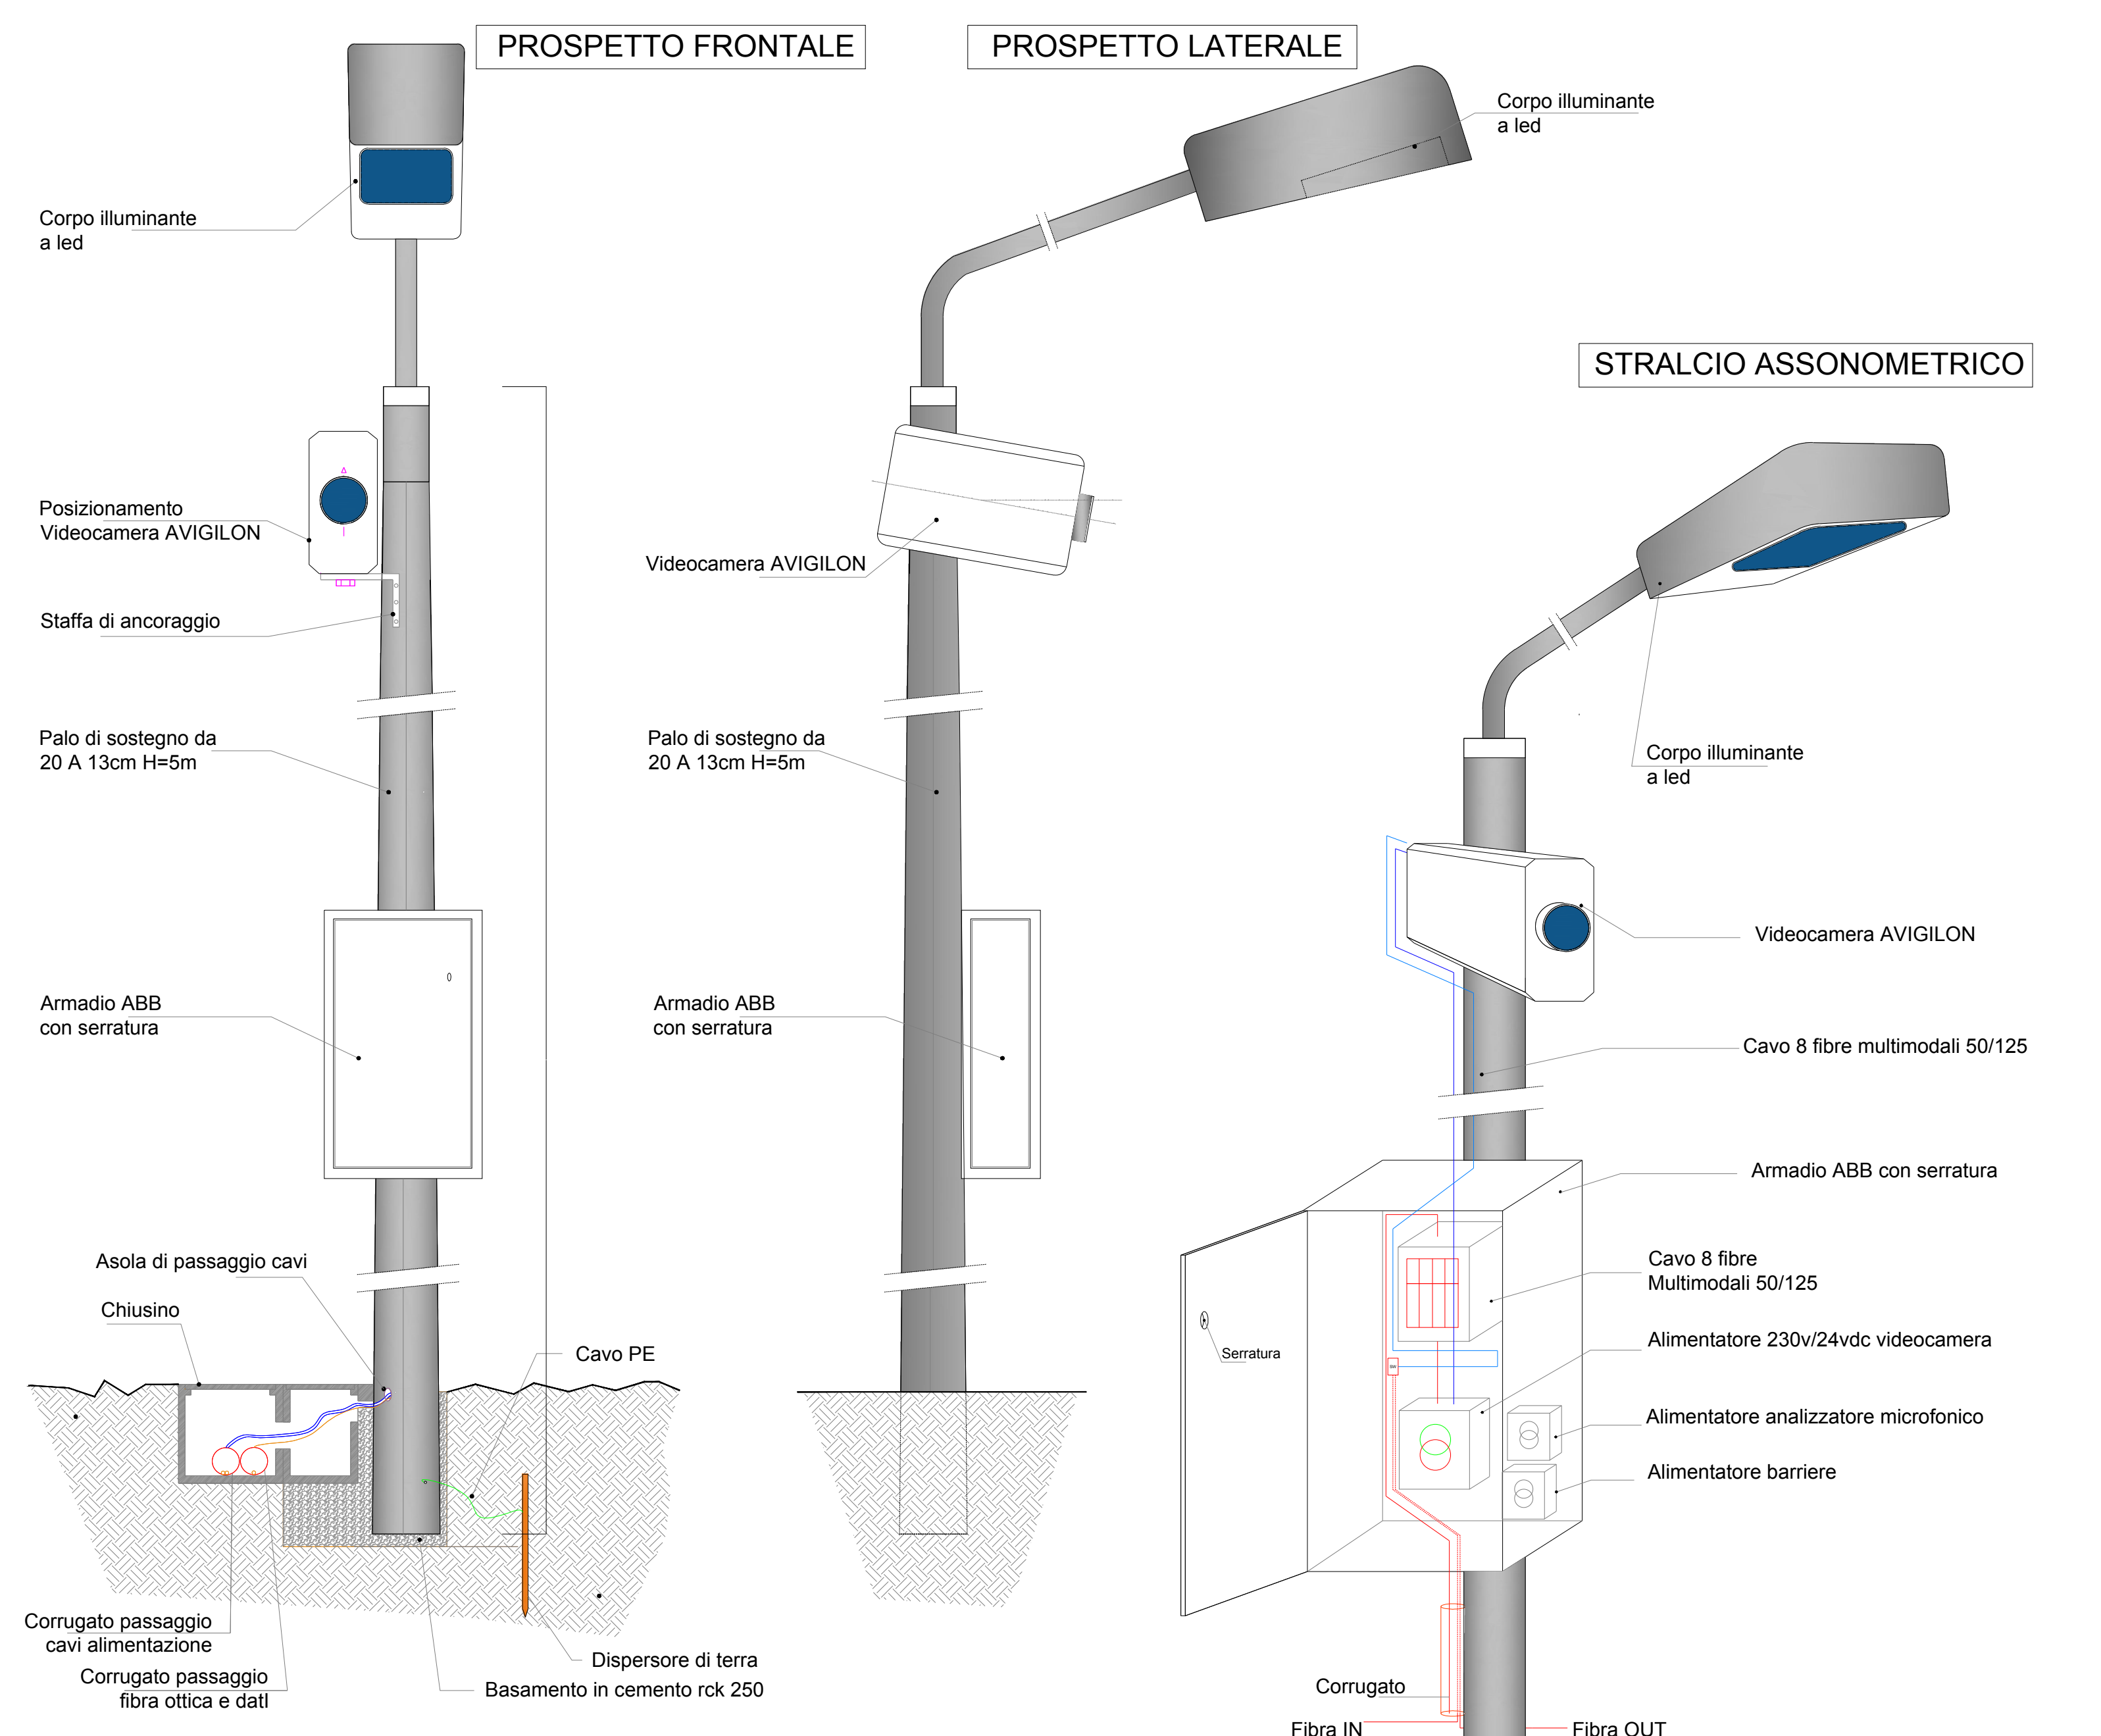 PROSPETTO FRONTALE
Corpo illuminante
a led
Posizionamento
Videocamera AVIGILON
Staffa di ancoraggio
Palo di sostegno da
20 A 13cm H=5m
Armadio ABB
con serratura
Asola di passaggio cavi
Chiusino
Cavo PE
Corrugato passaggio
cavi alimentazione
Corrugato passaggio
fibra ottica e datI
Dispersore di terra
Basamento in cemento rck 250
PROSPETTO LATERALE
Corpo illuminante
a led
Videocamera AVIGILON
Palo di sostegno da
20 A 13cm H=5m
Armadio ABB
con serratura
STRALCIO ASSONOMETRICO
Corpo illuminante
a led
Videocamera AVIGILON
Cavo 8 fibre multimodali 50/125
Armadio ABB con serratura
Cavo 8 fibre
Multimodali 50/125
Alimentatore 230v/24vdc videocamera
Serratura
Alimentatore analizzatore microfonico
Alimentatore barriere
Corrugato
Fibra IN
Fibra OUT